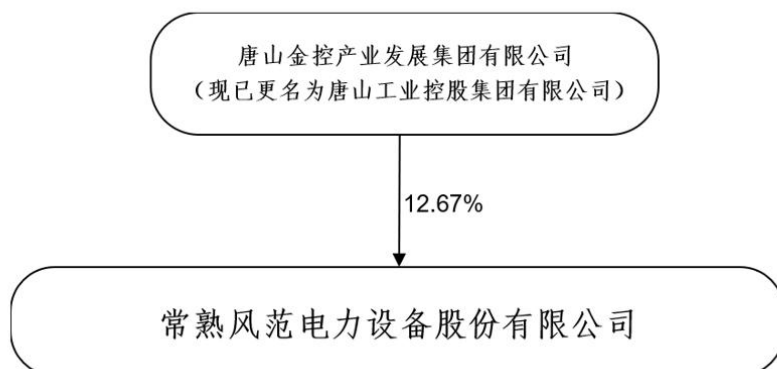 唐山金控产业发展集团有限公司
（现已更名为唐山工业控股集团有限公司）
12.67%
常熟风范电力设备股份有限公司